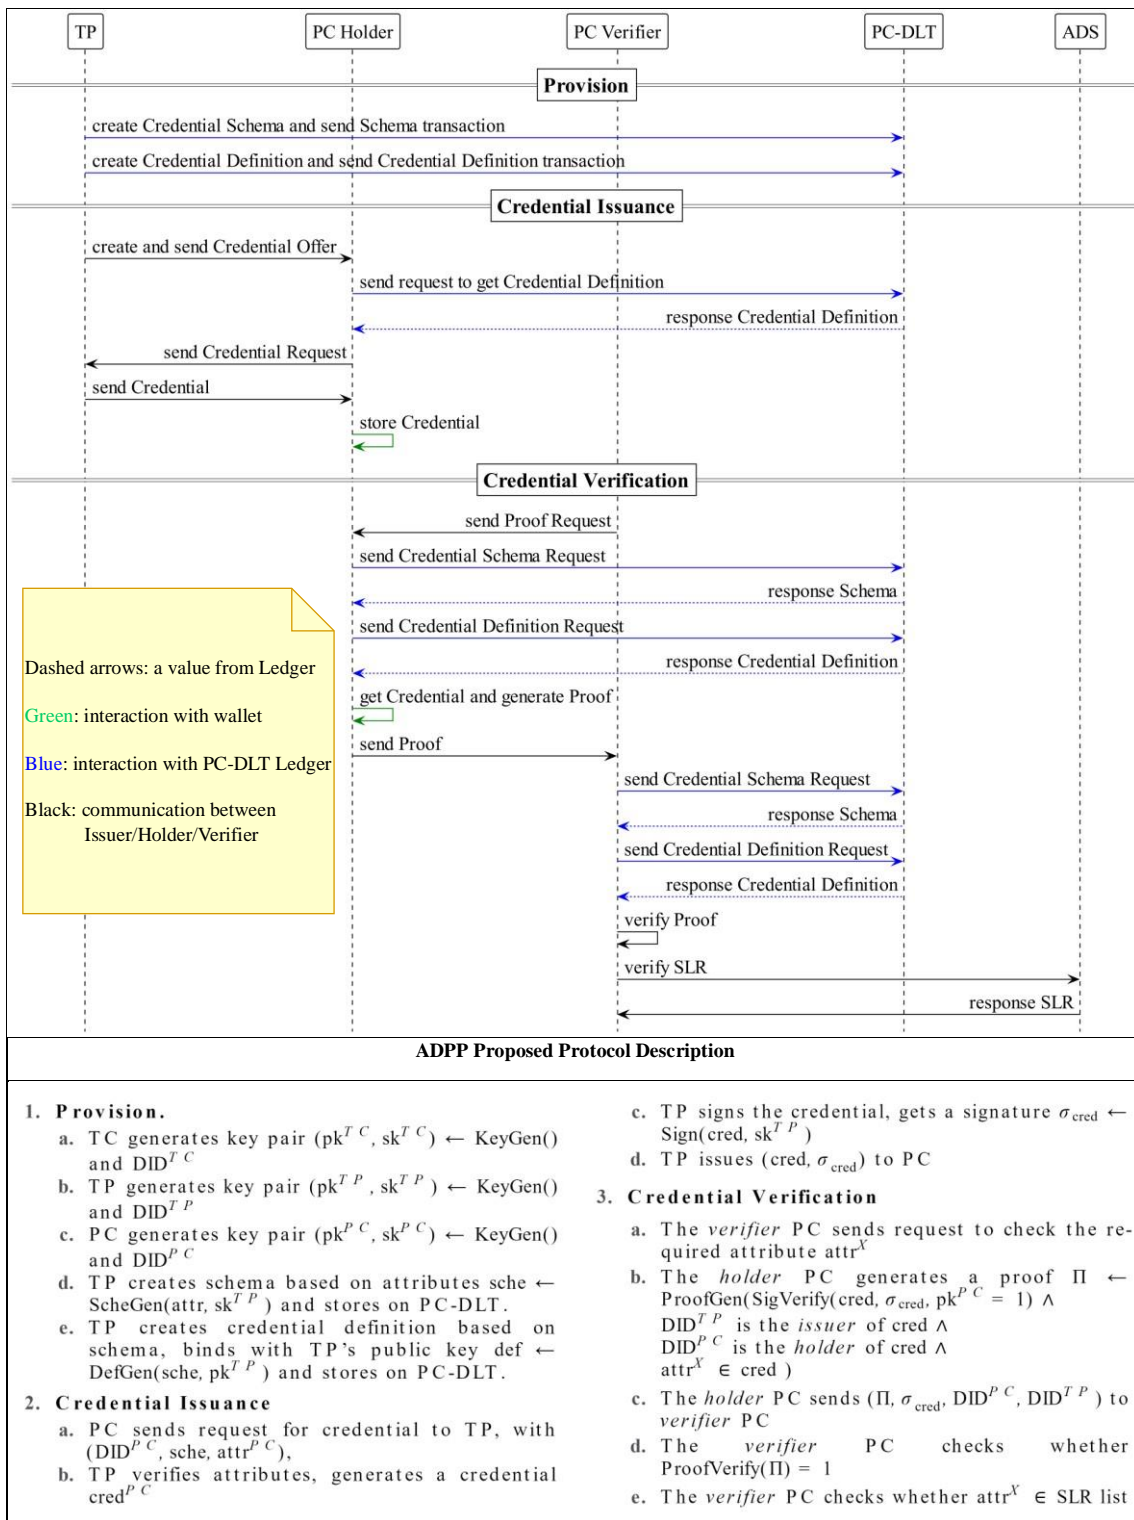 TP
PC Holder
PC Verifier
PC-DLT
ADS
Provision
create Credential Schema and send Schema transaction
create Credential Definition and send Credential Definition transaction
Credential Issuance
create and send Credential Offer
send request to get Credential Definition
response Credential Definition
send Credential Request
send Credential
store Credential
Credential Verification
send Proof Request
send Credential Schema Request
response Schema
send Credential Definition Request
response Credential Definition
get Credential and generate Proof
send Proof
send Credential Schema Request
response Schema
send Credential Definition Request
response Credential Definition
verify Proof
verify SLR
response SLR
Dashed arrows: a value from Ledger
Green: interaction with wallet
Blue: interaction with PC-DLT Ledger
Black: communication between
Issuer/Holder/Verifier
ADPP Proposed Protocol Description
1. Provision.
a. TC generates key pair (pk^{TC}, sk^{TC}) ← KeyGen()
and DID^{TC}
b. TP generates key pair (pk^{TP}, sk^{TP}) ← KeyGen()
and DID^{TP}
c. PC generates key pair (pk^{PC}, sk^{PC}) ← KeyGen()
and DID^{PC}
d. TP creates schema based on attributes sche ←
ScheGen(attr, sk^{TP}) and stores on PC-DLT.
e. TP creates credential definition based on
schema, binds with TP's public key def ←
DefGen(sche, pk^{TP}) and stores on PC-DLT.
2. Credential Issuance
a. PC sends request for credential to TP, with
(DID^{PC}, sche, attr^{PC}),
b. TP verifies attributes, generates a credential
cred^{PC}
c. TP signs the credential, gets a signature σ_{cred} ←
Sign(cred, sk^{TP})
d. TP issues (cred, σ_{cred}) to PC
3. Credential Verification
a. The verifier PC sends request to check the re-
quired attribute attr^{X}
b. The holder PC generates a proof Π ←
ProofGen(SigVerify(cred, σ_{cred}, pk^{PC} = 1) ∧
DID^{TP} is the issuer of cred ∧
DID^{PC} is the holder of cred ∧
attr^{X} ∈ cred )
c. The holder PC sends (Π, σ_{cred}, DID^{PC}, DID^{TP}) to
verifier PC
d. The verifier PC checks whether
ProofVerify(Π) = 1
e. The verifier PC checks whether attr^{X} ∈ SLR list